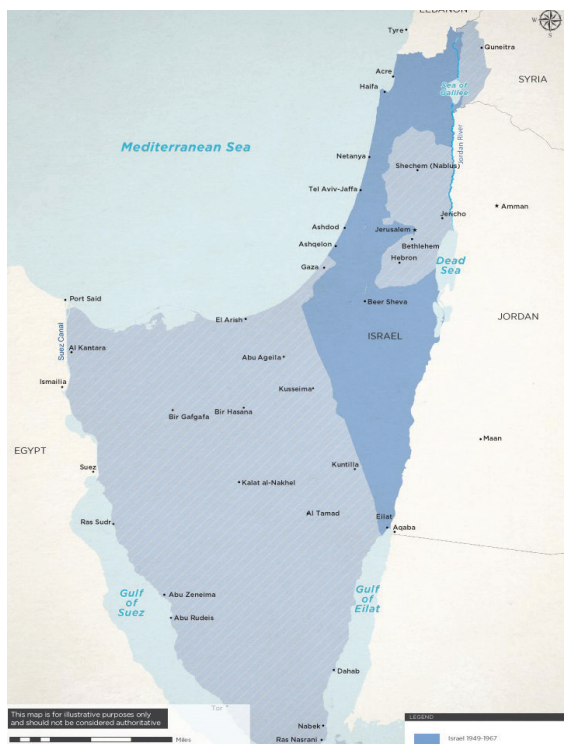 LEBANON
W
S
Tyre
Quneitra
SYRIA
Acre
Haifa
Sea of
Galilee
Mediterranean Sea
Jordan River
Netanya
Shechem (Nablus)
Tel Aviv-Jaffa
Amman
Jericho
Ashdod
Jerusalem
Ashqelon
Bethlehem
Hebron
Dead
Sea
Gaza
Port Said
Beer Sheva
El Arish
JORDAN
Suez Canal
Al Kantara
ISRAEL
Abu Ageila
Ismailia
Kusseima
Bir Hasana
Bir Gafgafa
EGYPT
Maan
Suez
Kuntilla
Kalat al-Nakhel
Al Tamad
Ras Sudr
Eilat
Aqaba
Gulf
of
Suez
Abu Zeneima
Gulf
of
Eilat
Abu Rudeis
Dahab
Tor
This map is for illustrative purposes only
and should not be considered authoritative
Nabek
LEGEND
Miles
Ras Nasrani
Israel 1949-1967